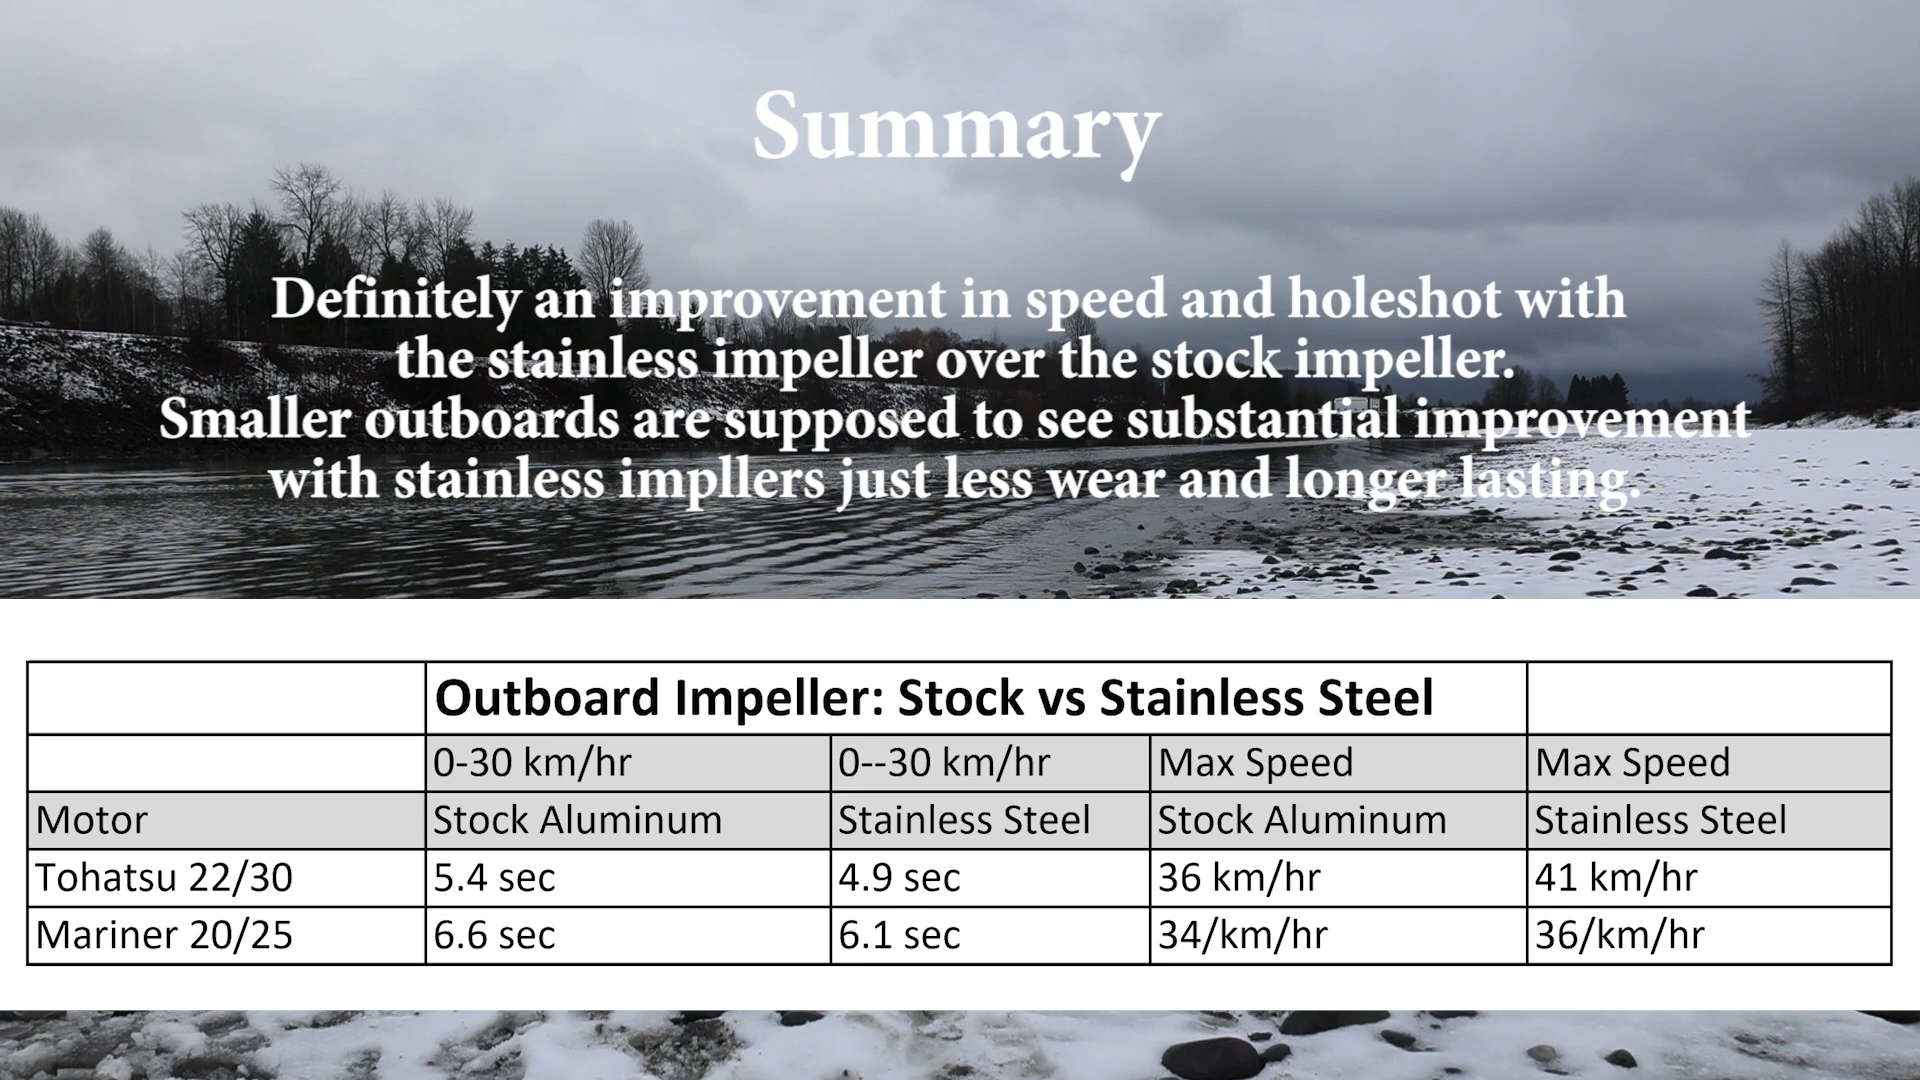 Summary
Definitely an improvement in speed and holeshot with
the stainless impeller over the stock impeller.
Smaller outboards are supposed to see substantial improvement
with stainless impllers just less wear and longer lasting.
Outboard Impeller: Stock vs Stainless Steel
0-30 km/hr 0--30 km/hr Max Speed Max Speed
Motor Stock Aluminum Stainless Steel Stock Aluminum Stainless Steel
Tohatsu 22/30 5.4 sec 4.9 sec 36 km/hr 41 km/hr
Mariner 20/25 6.6 sec 6.1 sec 34/km/hr 36/km/hr